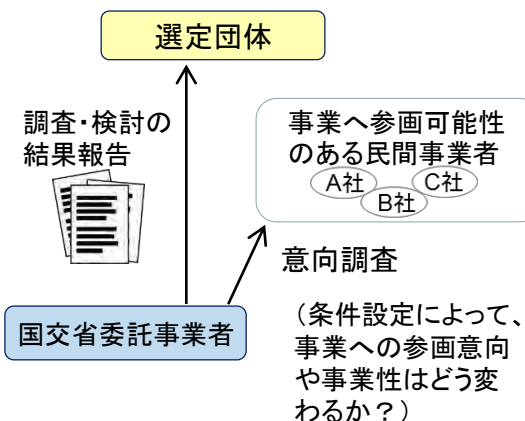 選定団体
調査・検討の
結果報告
事業へ参画可能性
のある民間事業者
A社
B社
C社
意向調査
国交省委託事業者
（条件設定によって、
事業への参画意向
や事業性はどう変
わるか？）